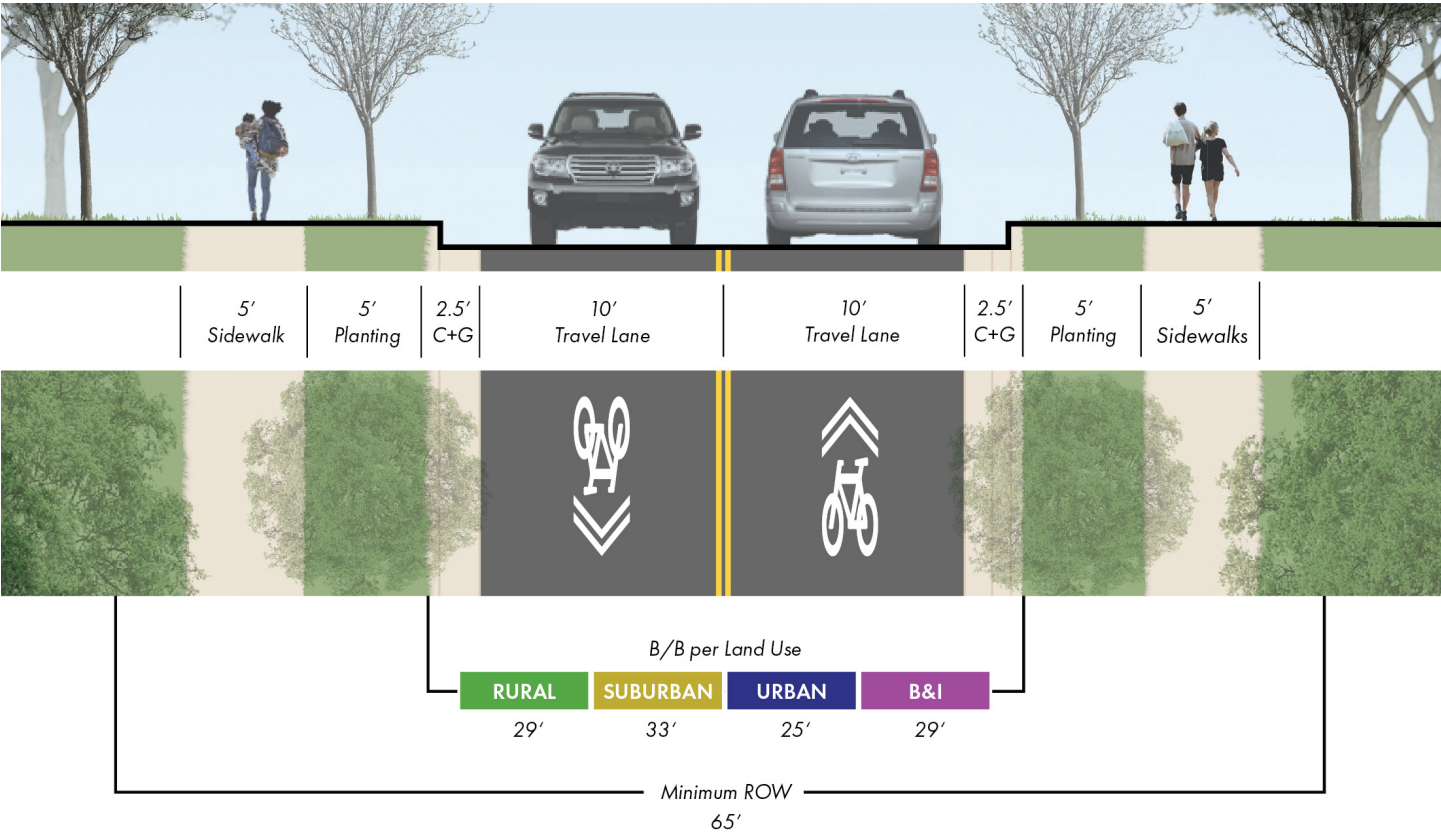 5’ 5’ 2.5’ 10’ 10’ 2.5’ 5’ 5’
Sidewalk Planting C+G Travel Lane Travel Lane C+G Planting Sidewalks
B/B per Land Use
RURAL SUBURBAN URBAN B&I
29’ 33’ 25’ 29’
Minimum ROW
65’